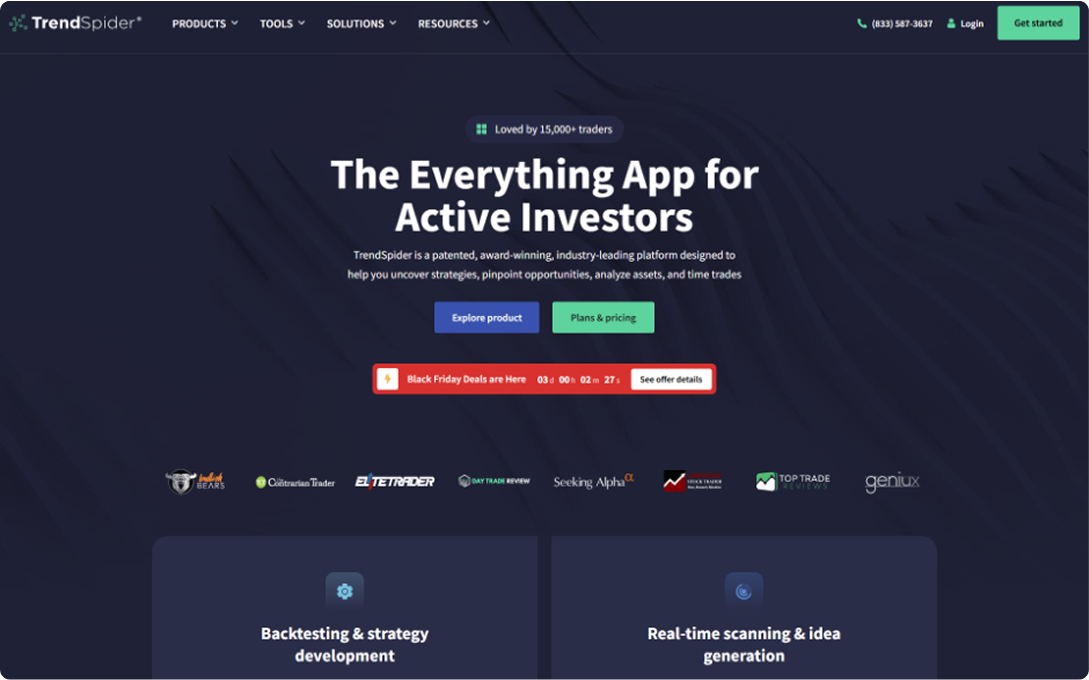 TrendSpider®
PRODUCTS
TOOLS
SOLUTIONS
RESOURCES
(833) 587-3637
Login
Get started
Loved by 15,000+ traders
The Everything App for
Active Investors
TrendSpider is a patented, award-winning, industry-leading platform designed to
help you uncover strategies, pinpoint opportunities, analyze assets, and time trades
Explore product
Plans & pricing
Black Friday Deals are Here 03 d 00 h 02 m 27 s
See offer details
BEARS
The Contrarian Trader
ELITETRADER
DAY TRADE REVIEW
Seeking Alphaα
STOCK TRADER
TOP TRADE
REVIEWS
geniux
Backtesting & strategy
development
Real-time scanning & idea
generation